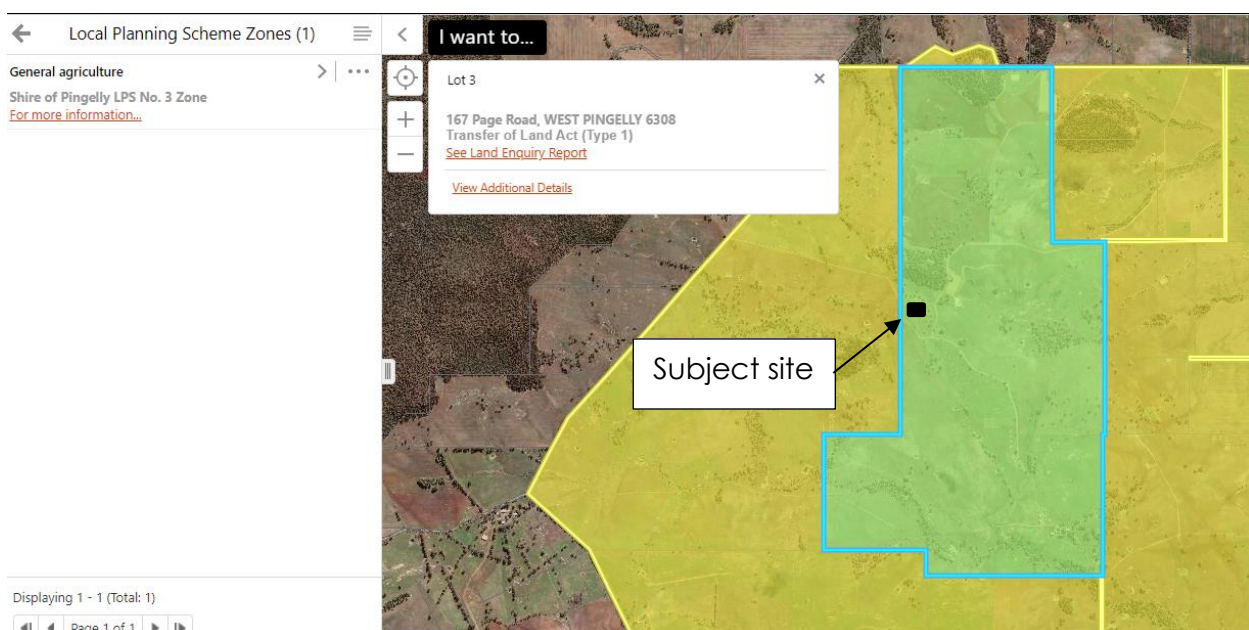 Local Planning Scheme Zones (1)
General agriculture
Shire of Pingelly LPS No. 3 Zone
For more information...
Displaying 1 - 1 (Total: 1)
Page 1 of 1
I want to...
Lot 3
167 Page Road, WEST PINGELLY 6308
Transfer of Land Act (Type 1)
See Land Enquiry Report
View Additional Details
Subject site